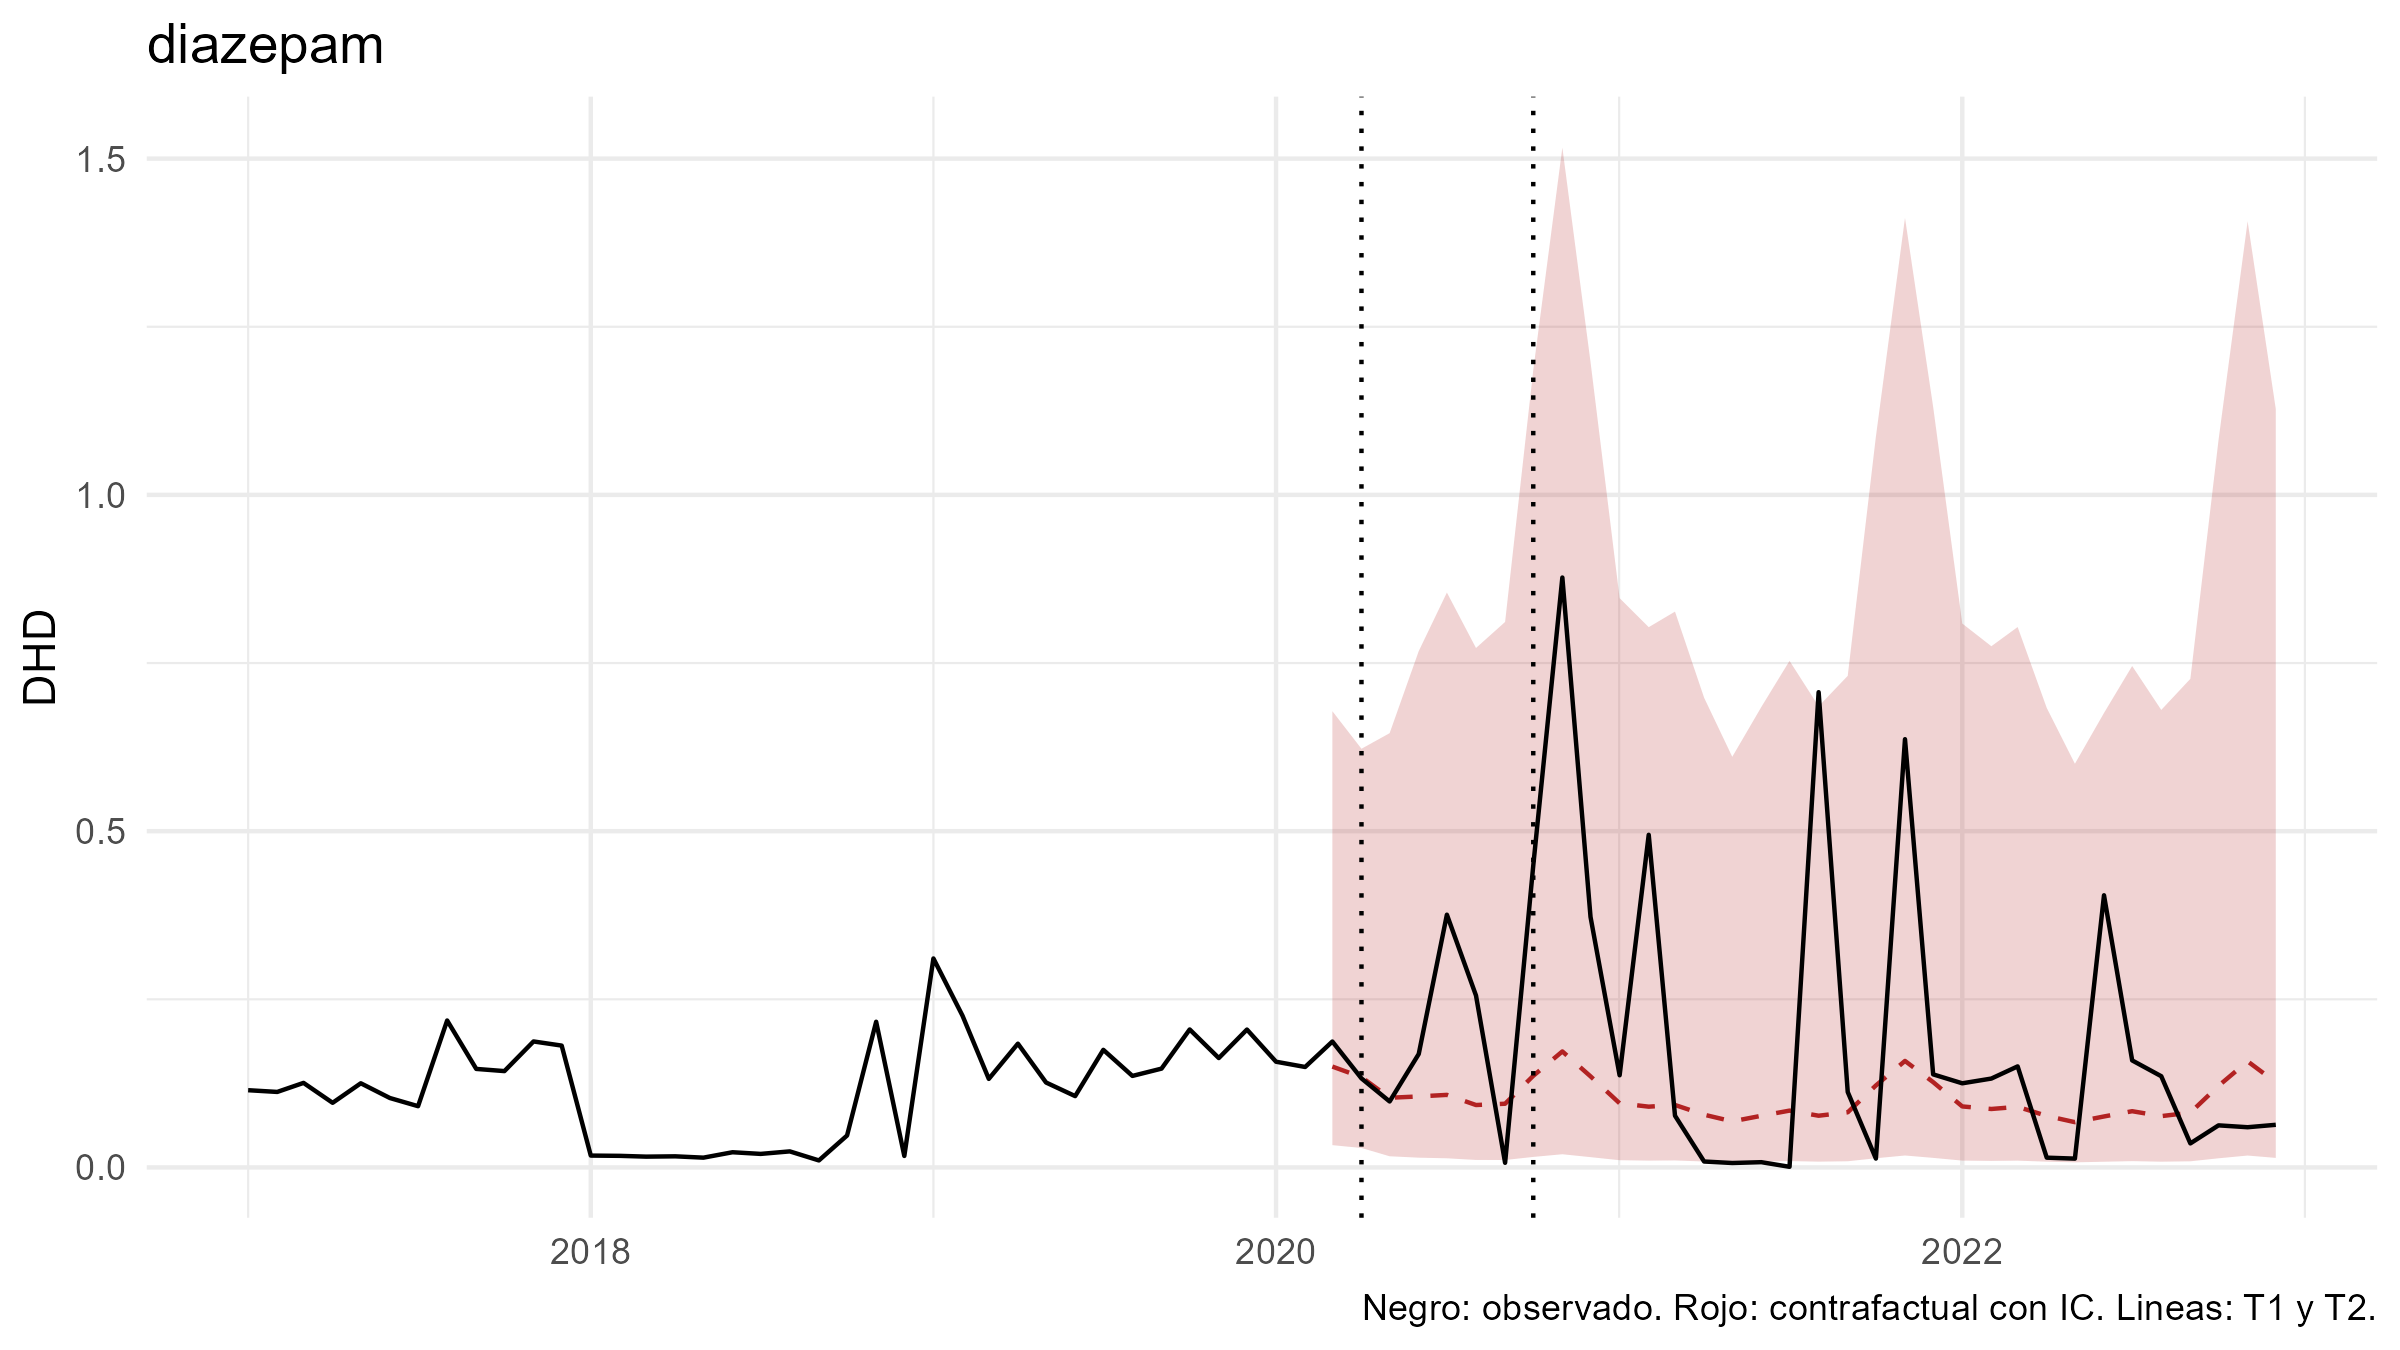 diazepam
1.5
1.0
0.5
0.0
DHD
2018
2020
2022
Negro: observado. Rojo: contrafactual con IC. Lineas: T1 y T2.